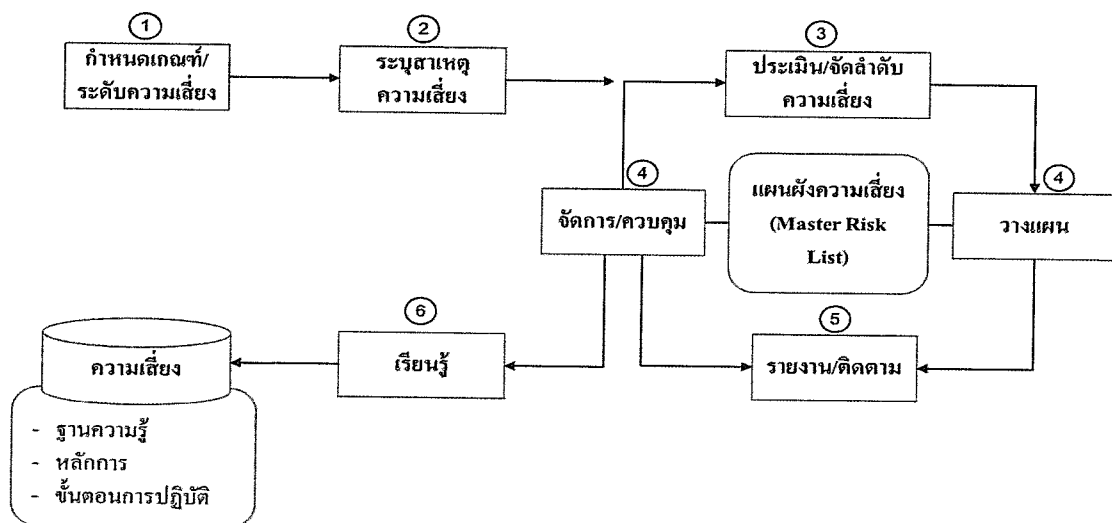 1
กำหนดเกณฑ์/
ระดับความเสี่ยง
2
ระบุสาเหตุ
ความเสี่ยง
3
ประเมิน/จัดลำดับ
ความเสี่ยง
4
จัดการ/ควบคุม
แผนผังความเสี่ยง
(Master Risk
List)
4
วางแผน
5
รายงาน/ติดตาม
6
เรียนรู้
ความเสี่ยง
- ฐานความรู้
- หลักการ
- ขั้นตอนการปฏิบัติ